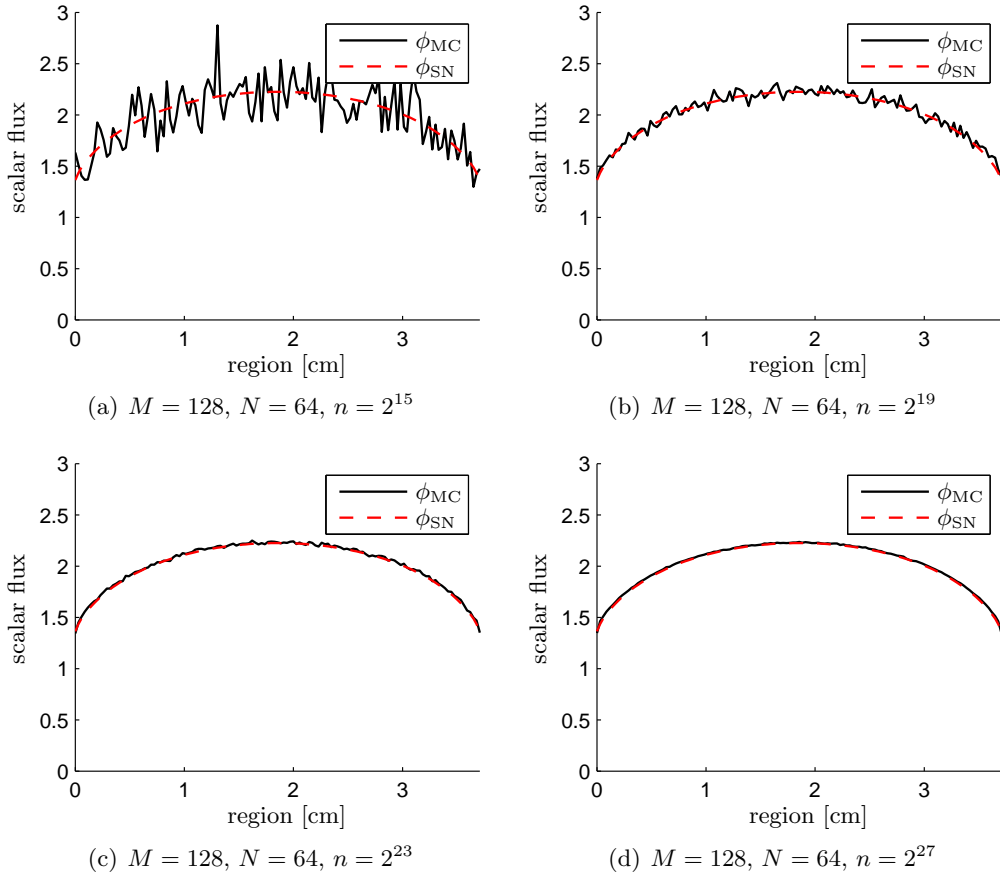 3
2.5
2
1.5
1
0.5
0
0 1 2 3
scalar flux
region [cm]
ϕMC
ϕSN
(a) M = 128, N = 64, n = 2^15
3
2.5
2
1.5
1
0.5
0
0 1 2 3
scalar flux
region [cm]
ϕMC
ϕSN
(b) M = 128, N = 64, n = 2^19
3
2.5
2
1.5
1
0.5
0
0 1 2 3
scalar flux
region [cm]
ϕMC
ϕSN
(c) M = 128, N = 64, n = 2^23
3
2.5
2
1.5
1
0.5
0
0 1 2 3
scalar flux
region [cm]
ϕMC
ϕSN
(d) M = 128, N = 64, n = 2^27